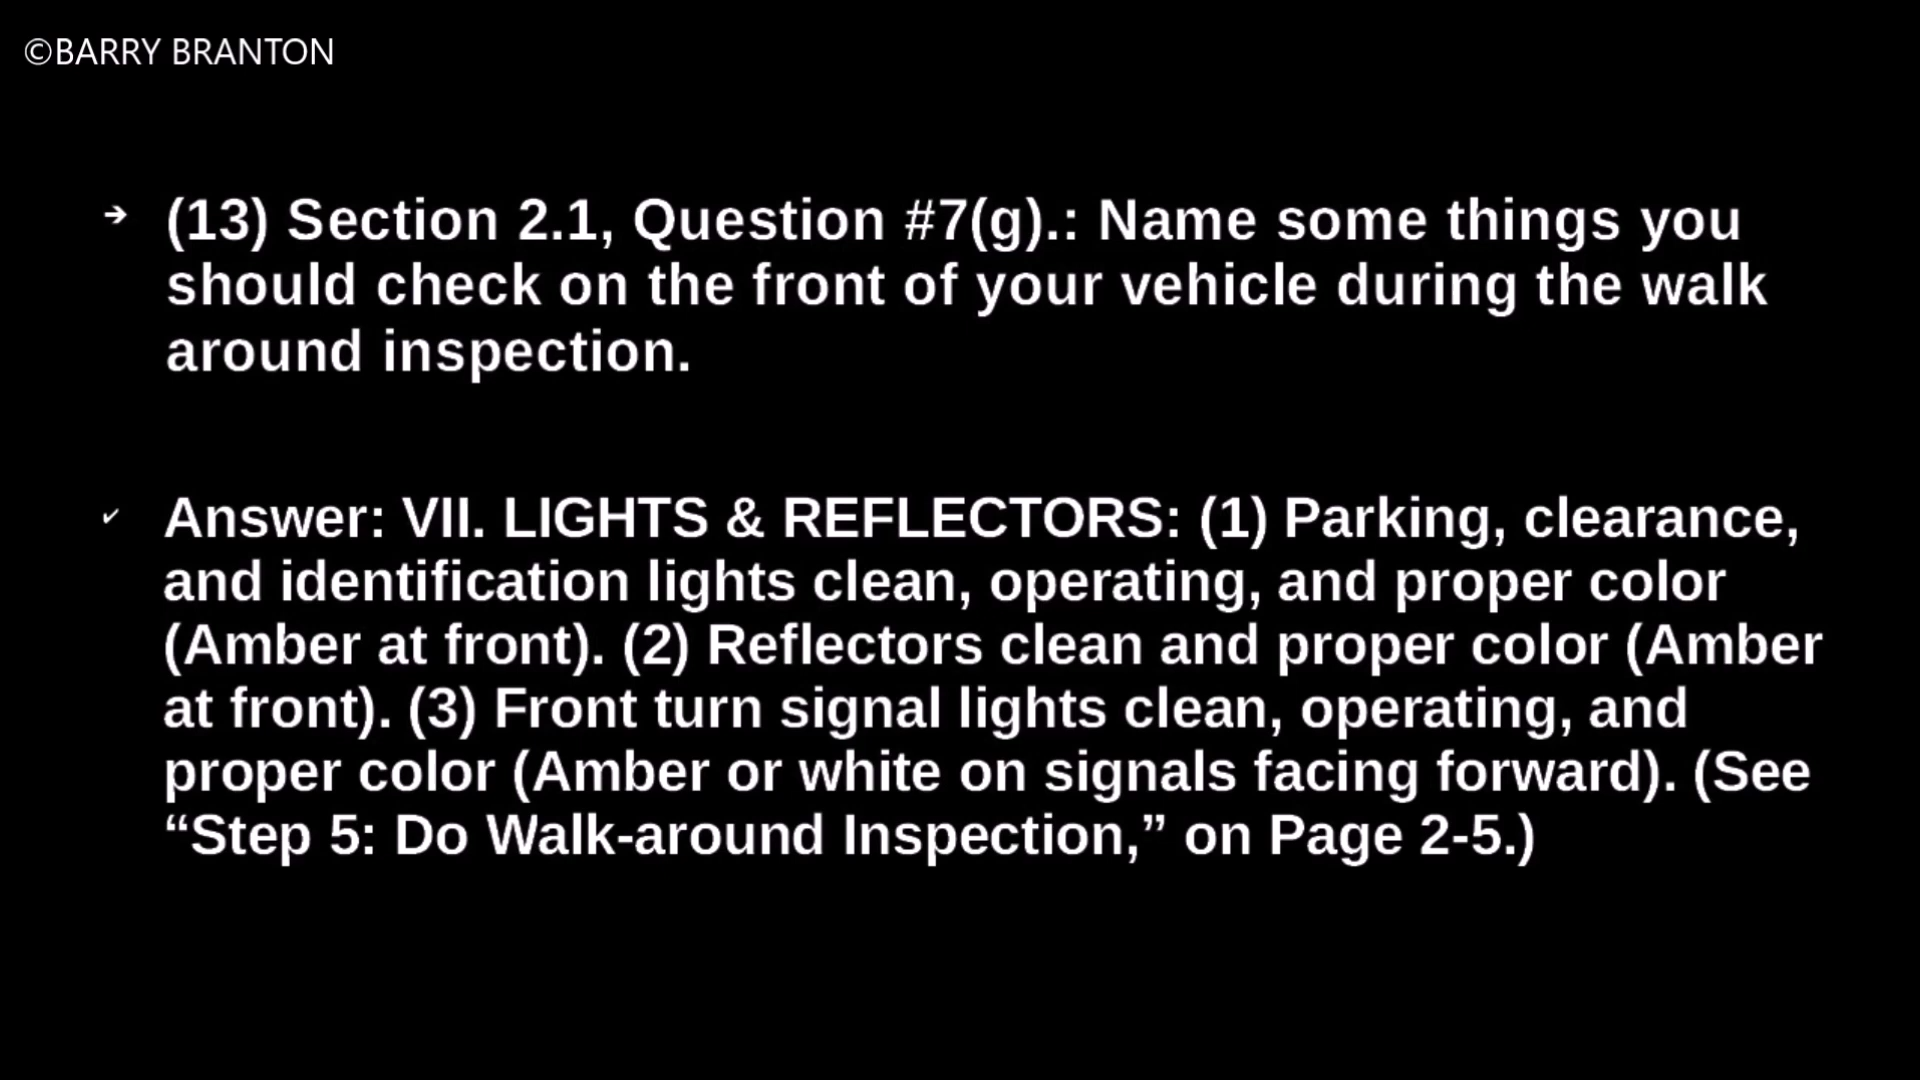 ©BARRY BRANTON
➔ (13) Section 2.1, Question #7(g).: Name some things you
should check on the front of your vehicle during the walk
around inspection.
✓ Answer: VII. LIGHTS & REFLECTORS: (1) Parking, clearance,
and identification lights clean, operating, and proper color
(Amber at front). (2) Reflectors clean and proper color (Amber
at front). (3) Front turn signal lights clean, operating, and
proper color (Amber or white on signals facing forward). (See
“Step 5: Do Walk-around Inspection,” on Page 2-5.)